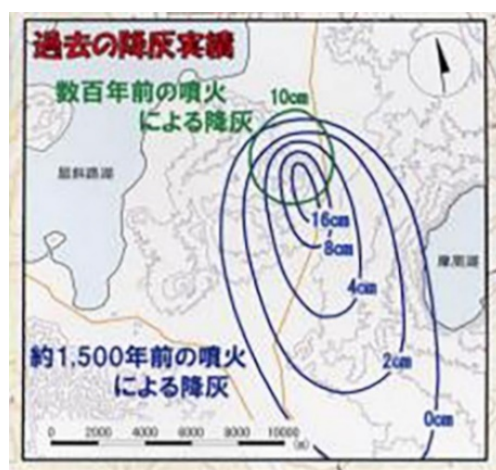 過去の降灰実績
数百年前の噴火
による降灰
10cm
屈斜路湖
摩周湖
16cm
8cm
4cm
2cm
0cm
約1,500年前の噴火
による降灰
0 2000 4000 6000 8000 10000
(m)